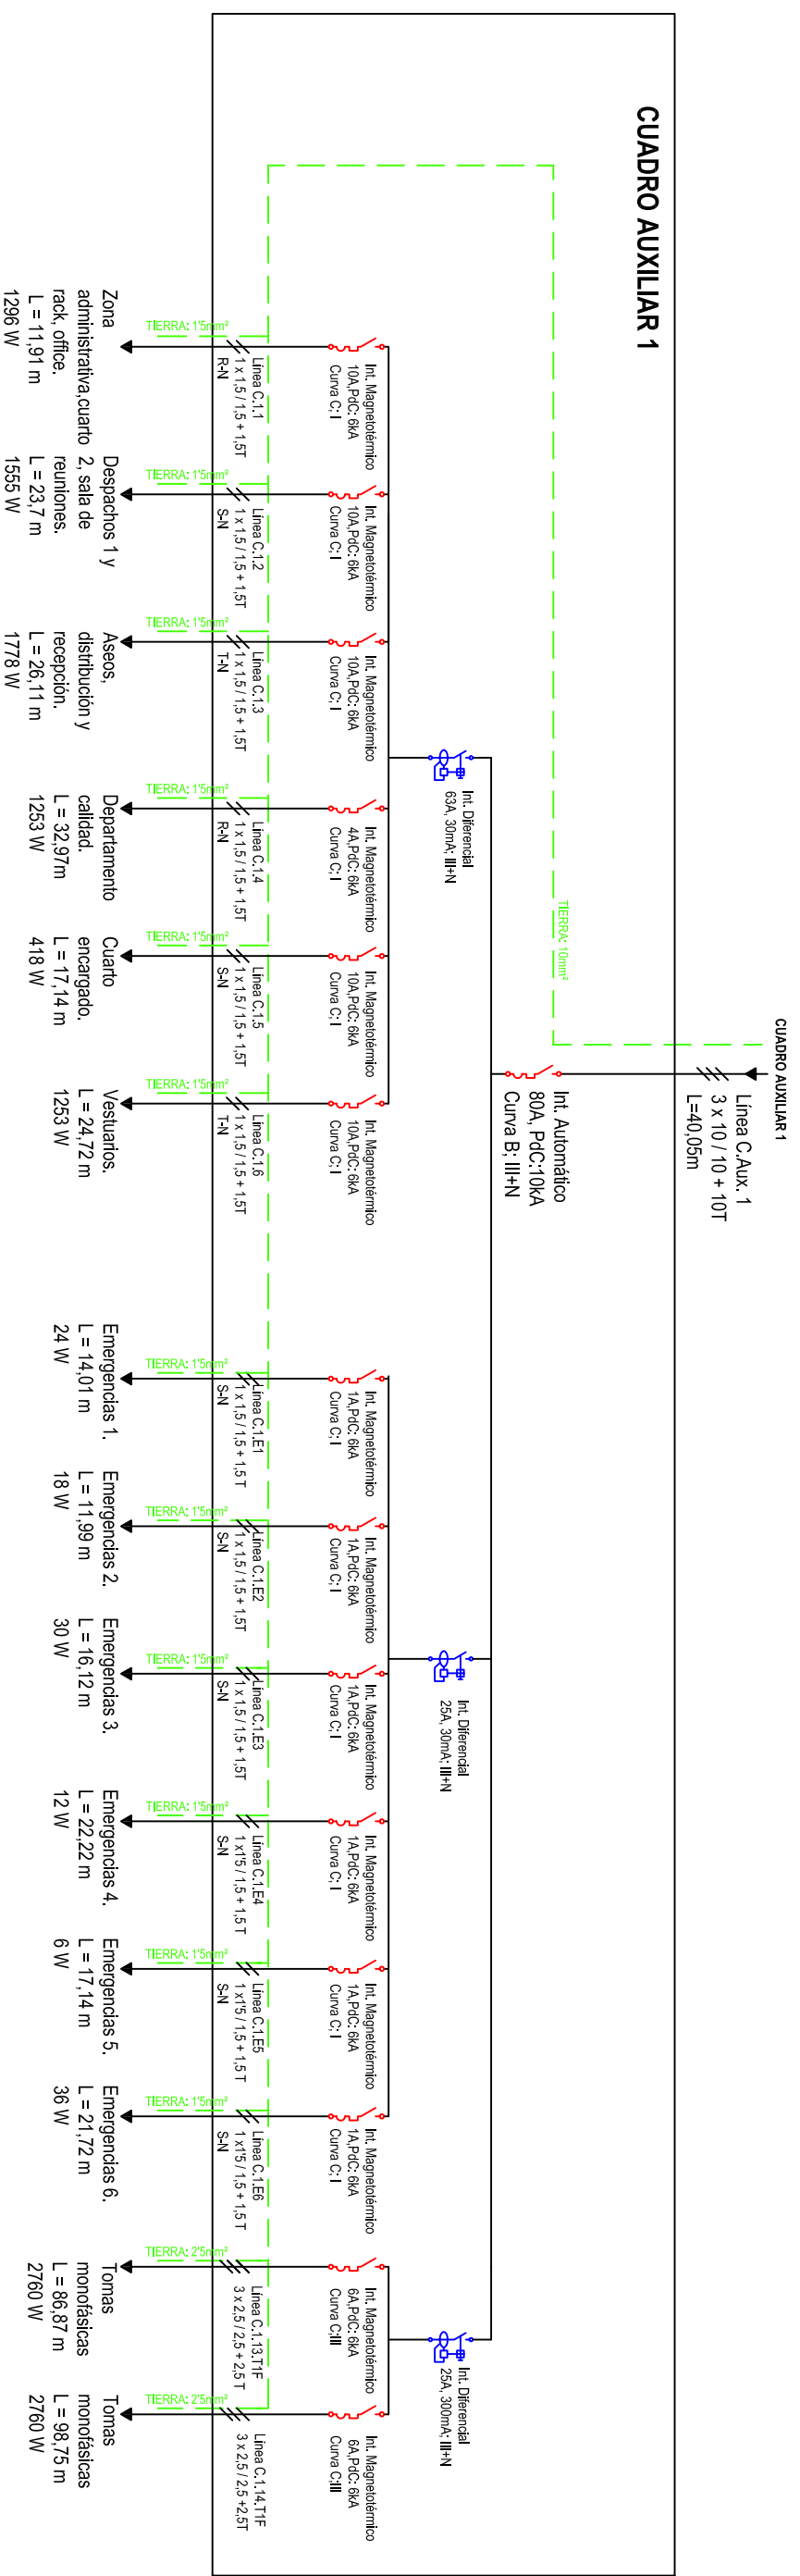 CUADRO AUXILIAR 1
CUADRO AUXILIAR 1
Línea C.Aux. 1
3 x 10 / 10 + 10T
L=40,05m
TIERRA: 10mm²
Int. Automático
80A, PdC:10kA
Curva B; III+N
Int. Diferencial
63A, 30mA; III+N
Int. Diferencial
25A, 30mA; III+N
Int. Diferencial
25A, 300mA; III+N
Int. Magnetotérmico
10A,PdC: 6kA
Curva C; I
Int. Magnetotérmico
10A,PdC: 6kA
Curva C; I
Int. Magnetotérmico
10A,PdC: 6kA
Curva C; I
Int. Magnetotérmico
4A,PdC: 6kA
Curva C; I
Int. Magnetotérmico
10A,PdC: 6kA
Curva C; I
Int. Magnetotérmico
10A,PdC: 6kA
Curva C; I
Int. Magnetotérmico
1A,PdC: 6kA
Curva C; I
Int. Magnetotérmico
1A,PdC: 6kA
Curva C; I
Int. Magnetotérmico
1A,PdC: 6kA
Curva C; I
Int. Magnetotérmico
1A,PdC: 6kA
Curva C; I
Int. Magnetotérmico
1A,PdC: 6kA
Curva C; I
Int. Magnetotérmico
1A,PdC: 6kA
Curva C; I
Int. Magnetotérmico
6A,PdC: 6kA
Curva C;III
Int. Magnetotérmico
6A,PdC: 6kA
Curva C;III
Línea C.1.1
1 x 1,5 / 1,5 + 1,5T
R-N
Línea C.1.2
1 x 1,5 / 1,5 + 1,5T
S-N
Línea C.1.3
1 x 1,5 / 1,5 + 1,5T
T-N
Línea C.1.4
1 x 1,5 / 1,5 + 1,5T
R-N
Línea C.1.5
1 x 1,5 / 1,5 + 1,5T
S-N
Línea C.1.6
1 x 1,5 / 1,5 + 1,5T
T-N
Línea C.1.E1
1 x 1,5 / 1,5 + 1,5 T
S-N
Línea C.1.E2
1 x 1,5 / 1,5 + 1,5T
S-N
Línea C.1.E3
1 x 1,5 / 1,5 + 1,5T
S-N
Línea C.1.E4
1 x1'5 / 1,5 + 1,5 T
S-N
Línea C.1.E5
1 x1'5 / 1,5 + 1,5 T
S-N
Línea C.1.E6
1 x1'5 / 1,5 + 1,5 T
S-N
Línea C.1.13.T1F
3 x 2,5 / 2,5 + 2,5 T
Línea C.1.14.T1F
3 x 2,5 / 2,5 +2,5T
TIERRA: 1'5mm²
TIERRA: 1'5mm²
TIERRA: 1'5mm²
TIERRA: 1'5mm²
TIERRA: 1'5mm²
TIERRA: 1'5mm²
TIERRA: 1'5mm²
TIERRA: 1'5mm²
TIERRA: 1'5mm²
TIERRA: 1'5mm²
TIERRA: 1'5mm²
TIERRA: 1'5mm²
TIERRA: 2'5mm²
TIERRA: 2'5mm²
Zona
administrativa,cuarto
rack, office.
L = 11,91 m
1296 W
Despachos 1 y
2, sala de
reuniones.
L = 23,7 m
1555 W
Aseos,
distribución y
recepción.
L = 26,11 m
1778 W
Departamento
calidad.
L = 32,97m
1253 W
Cuarto
encargado.
L = 17,14 m
418 W
Vestuarios.
L = 24,72 m
1253 W
Emergencias 1.
L = 14,01 m
24 W
Emergencias 2.
L = 11,99 m
18 W
Emergencias 3.
L = 16,12 m
30 W
Emergencias 4.
L = 22,22 m
12 W
Emergencias 5.
L = 17,14 m
6 W
Emergencias 6.
L = 21,72 m
36 W
Tomas
monofásicas
L = 86,87 m
2760 W
Tomas
monofásicas
L = 98,75 m
2760 W